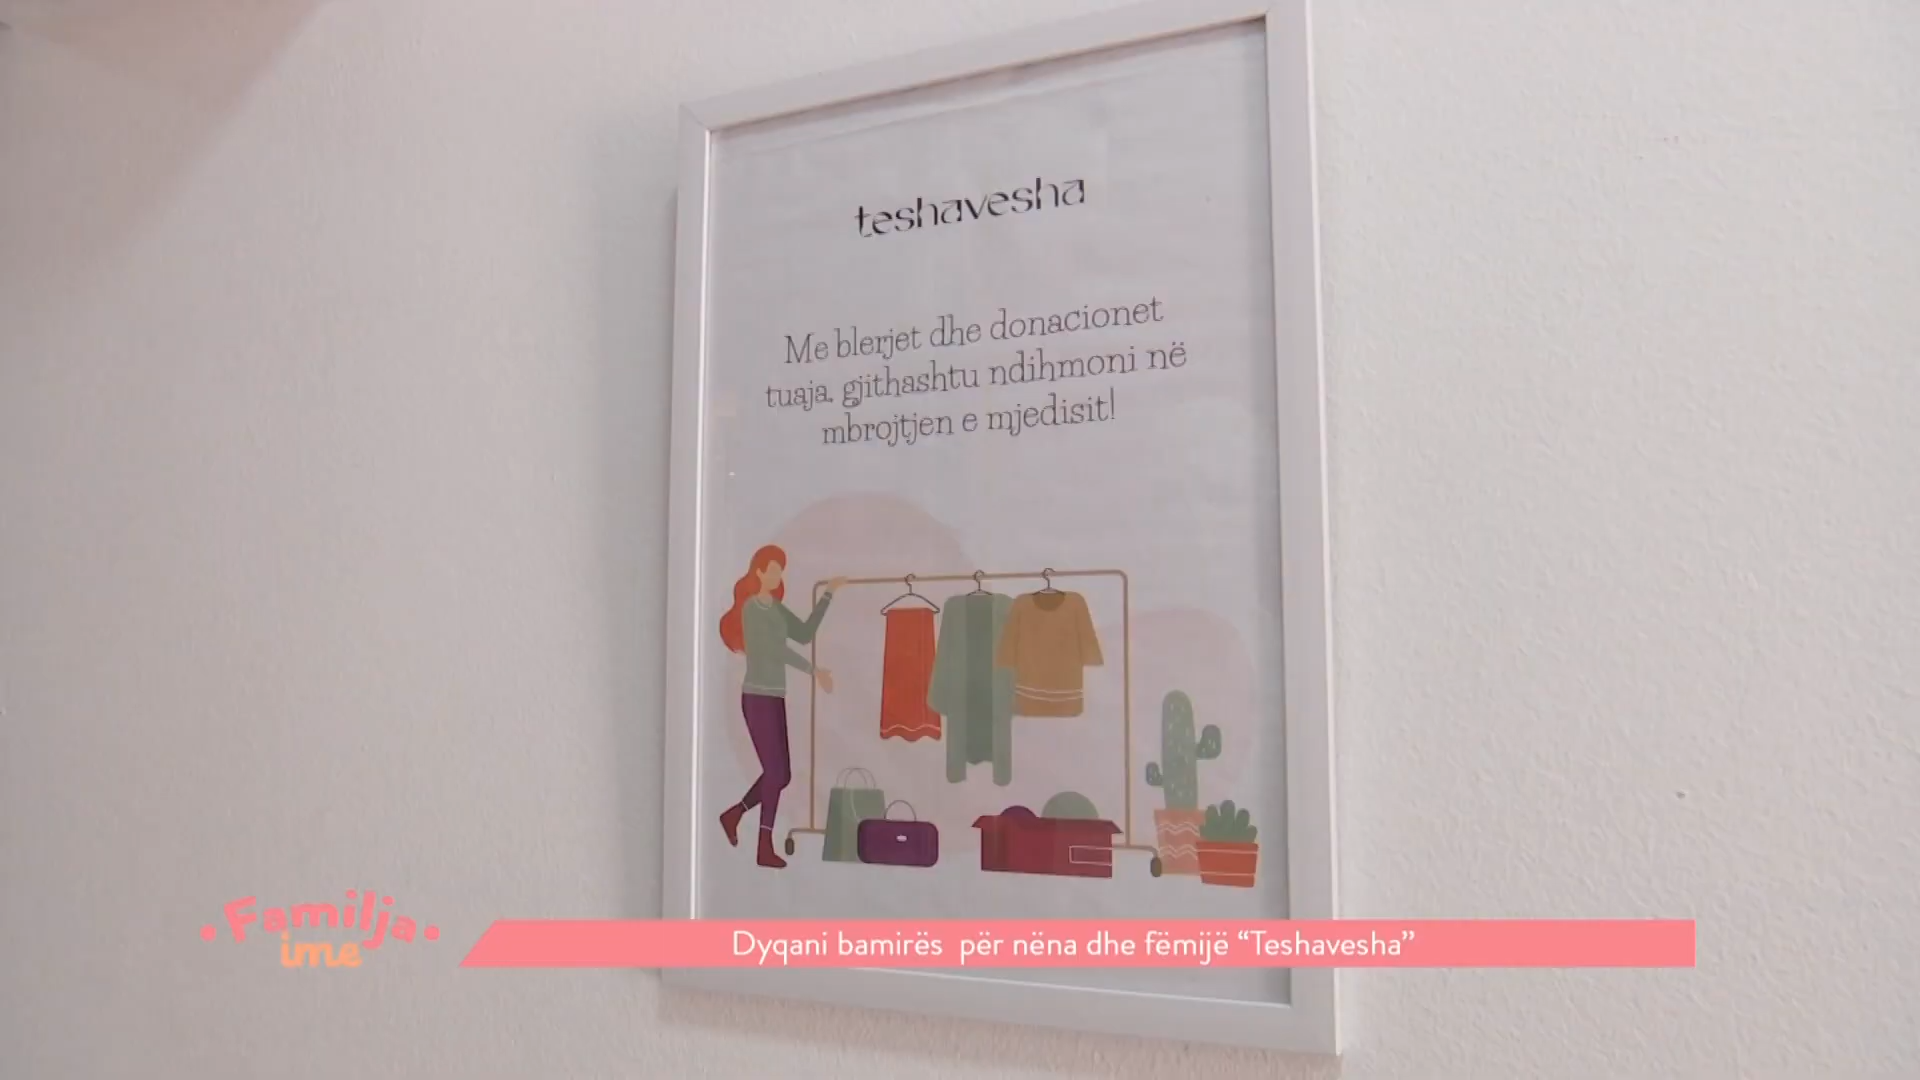 teshavesha
Me blerjet dhe donacionet
tuaja, gjithashtu ndihmoni në
mbrojtjen e mjedisit!
Familja
ime
Dyqani bamirës për nëna dhe fëmijë “Teshavesha”